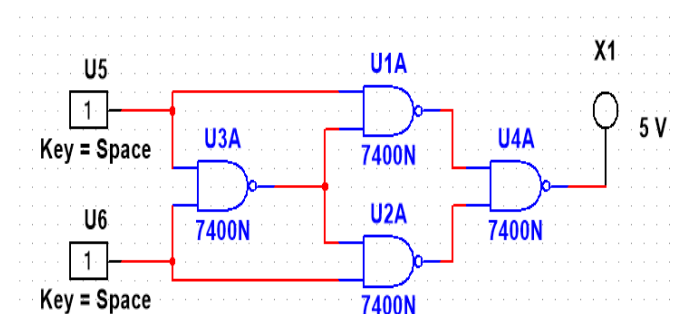 U5
1
Key = Space
U3A
7400N
U6
1
Key = Space
U1A
7400N
U2A
7400N
U4A
7400N
X1
5 V